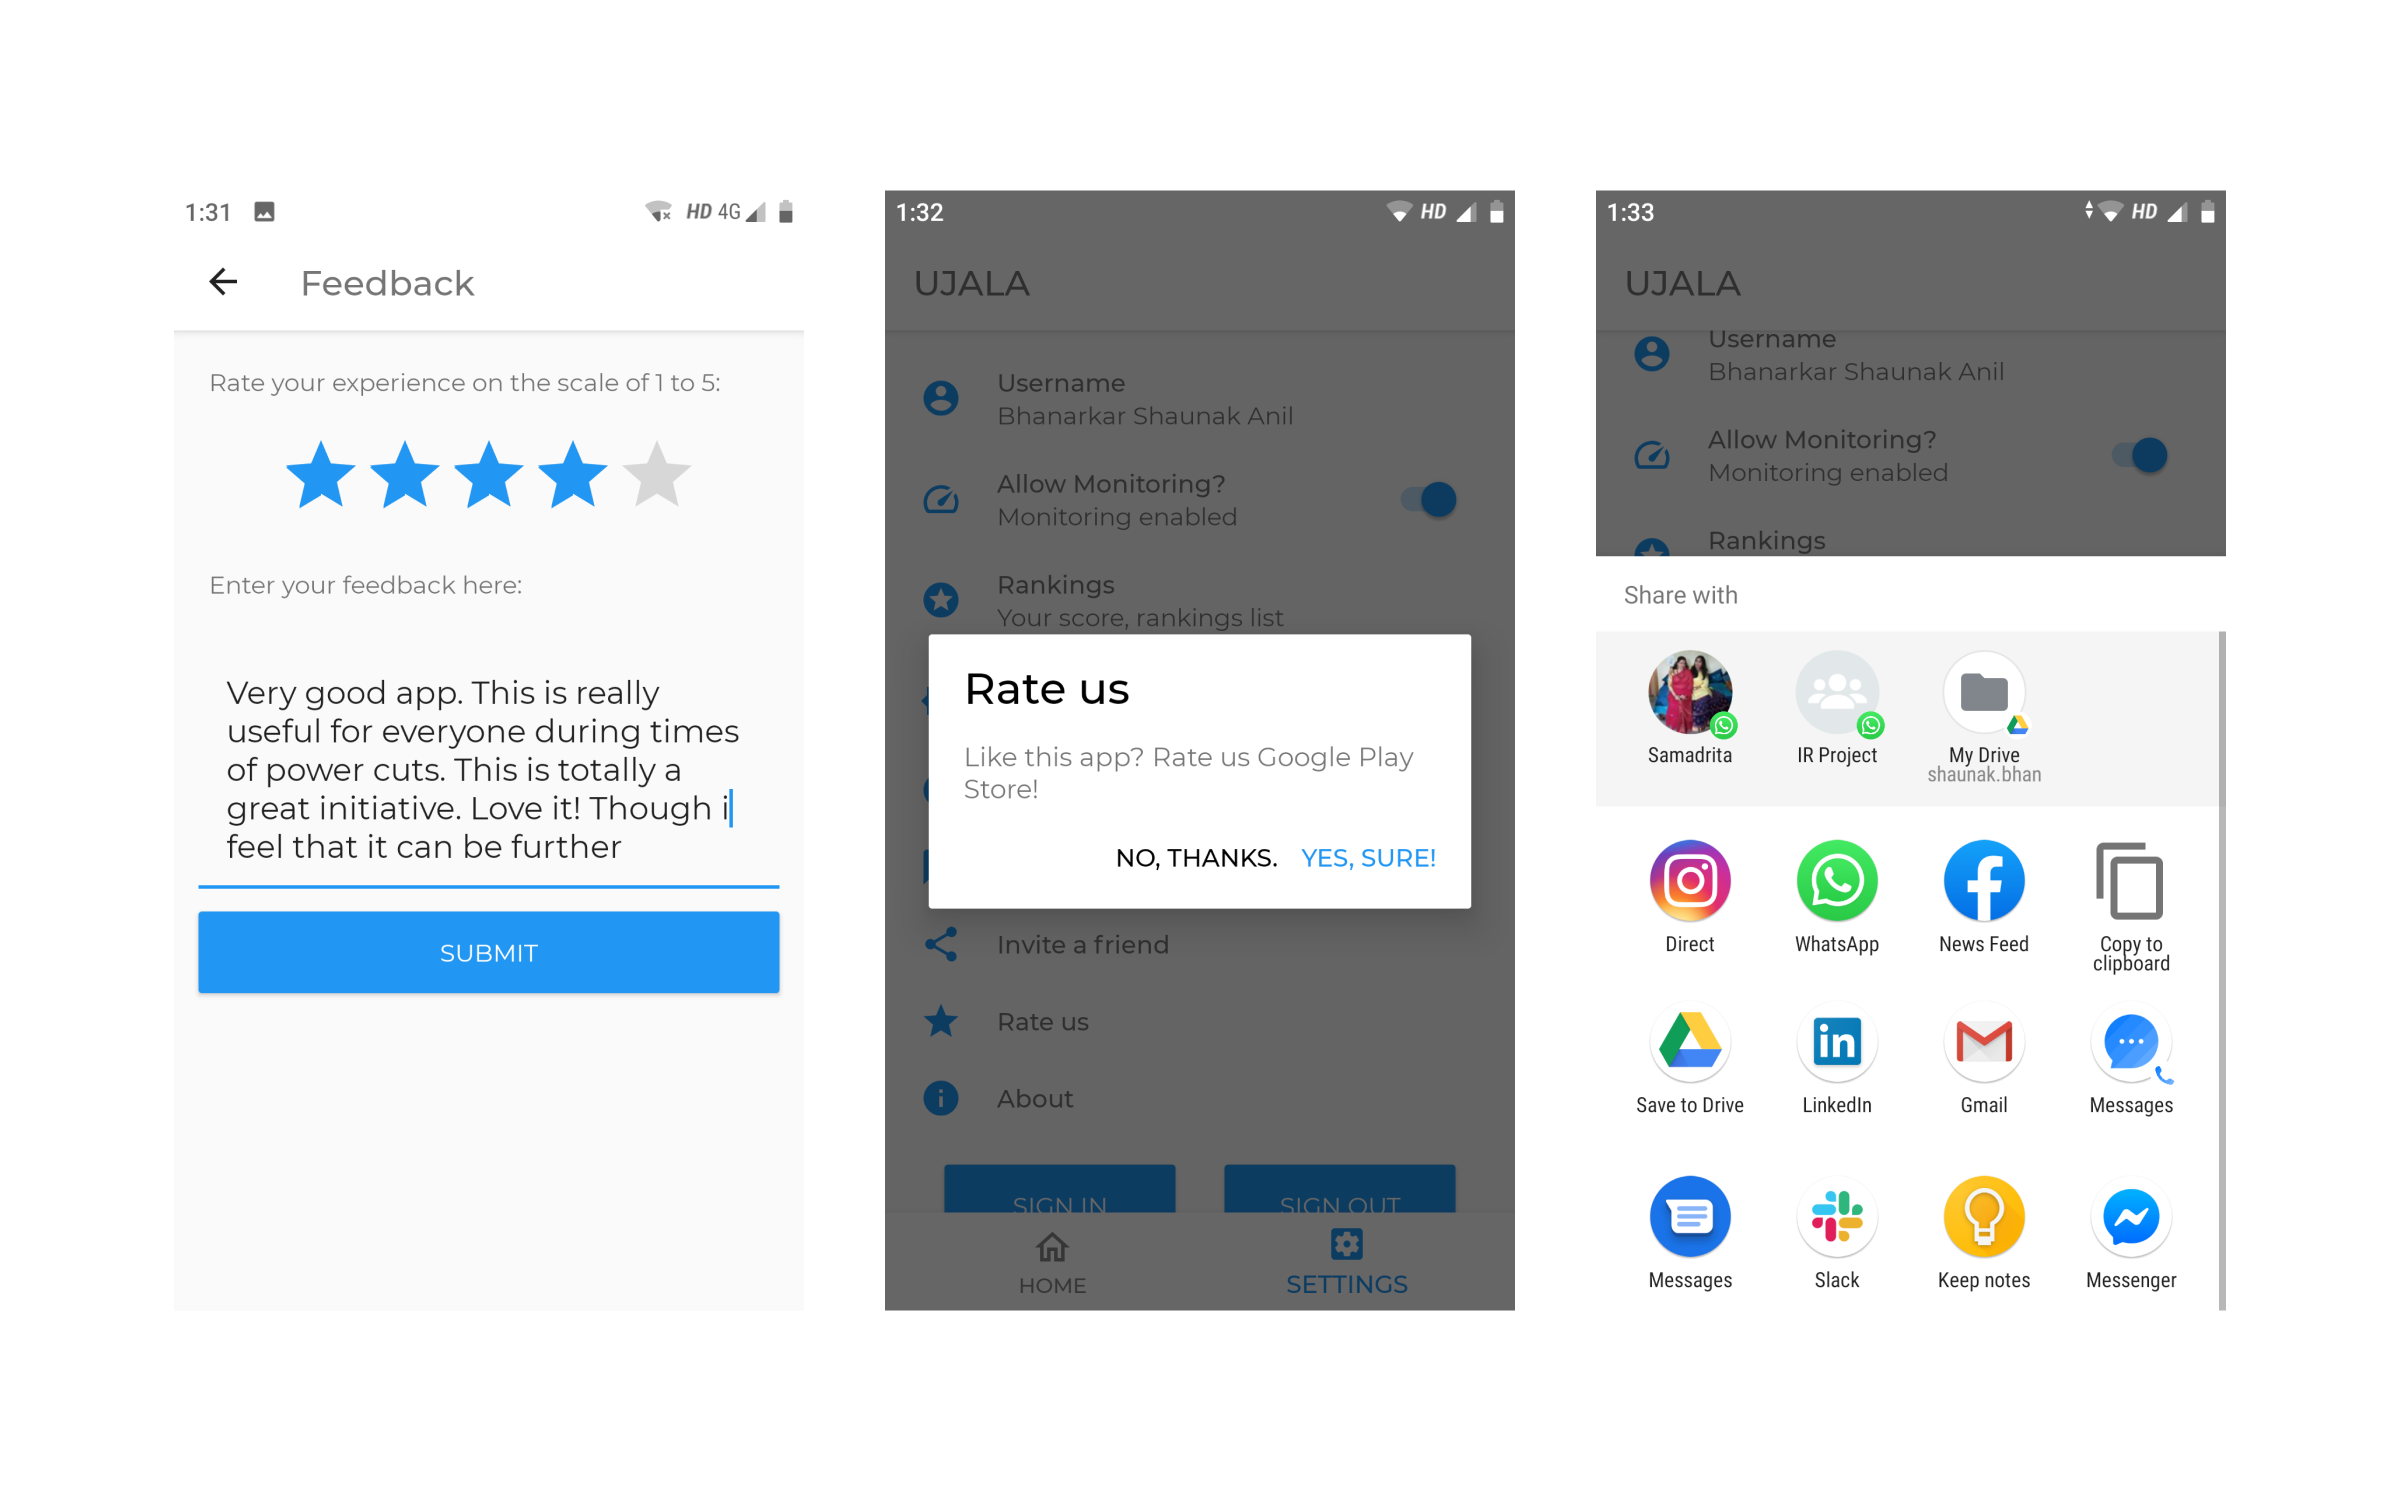 1:31
HD 4G
Feedback
Rate your experience on the scale of 1 to 5:
Enter your feedback here:
Very good app. This is really
useful for everyone during times
of power cuts. This is totally a
great initiative. Love it! Though i
feel that it can be further
SUBMIT
1:32
HD
UJALA
Username
Bhanarkar Shaunak Anil
Allow Monitoring?
Monitoring enabled
Rankings
Your score, rankings list
Rate us
Like this app? Rate us Google Play
Store!
NO, THANKS. YES, SURE!
Invite a friend
Rate us
About
SIGN IN SIGN OUT
HOME SETTINGS
1:33
HD
UJALA
Username
Bhanarkar Shaunak Anil
Allow Monitoring?
Monitoring enabled
Rankings
Share with
Samadrita IR Project My Drive
shaunak.bhan
Direct WhatsApp News Feed Copy to
clipboard
in
Save to Drive LinkedIn Gmail Messages
Messages Slack Keep notes Messenger